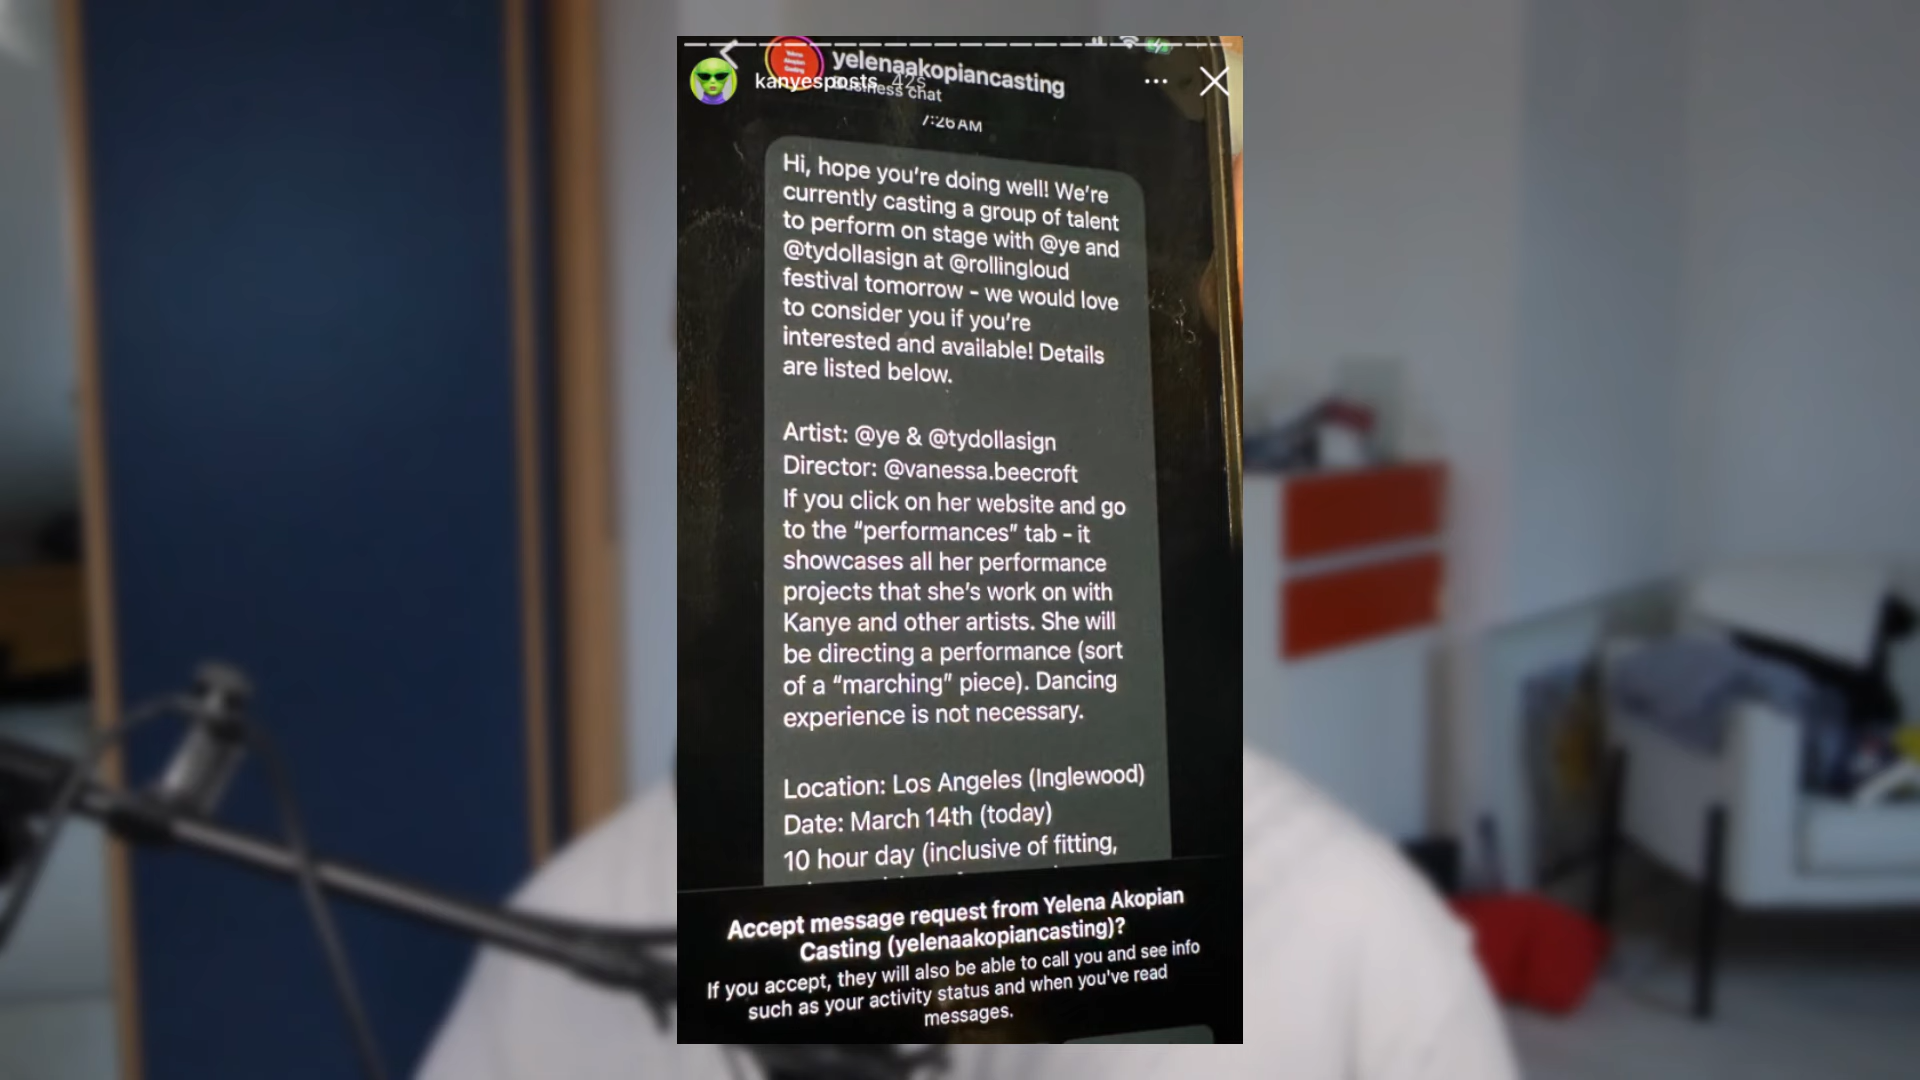 yelenaakopiancasting
kanyesposts 42s
Business chat
7:26 AM
Hi, hope you’re doing well! We’re
currently casting a group of talent
to perform on stage with @ye and
@tydollasign at @rollingloud
festival tomorrow - we would love
to consider you if you’re
interested and available! Details
are listed below.
Artist: @ye & @tydollasign
Director: @vanessa.beecroft
If you click on her website and go
to the “performances” tab - it
showcases all her performance
projects that she’s work on with
Kanye and other artists. She will
be directing a performance (sort
of a “marching” piece). Dancing
experience is not necessary.
Location: Los Angeles (Inglewood)
Date: March 14th (today)
10 hour day (inclusive of fitting,
Accept message request from Yelena Akopian
Casting (yelenaakopiancasting)?
If you accept, they will also be able to call you and see info
such as your activity status and when you've read
messages.